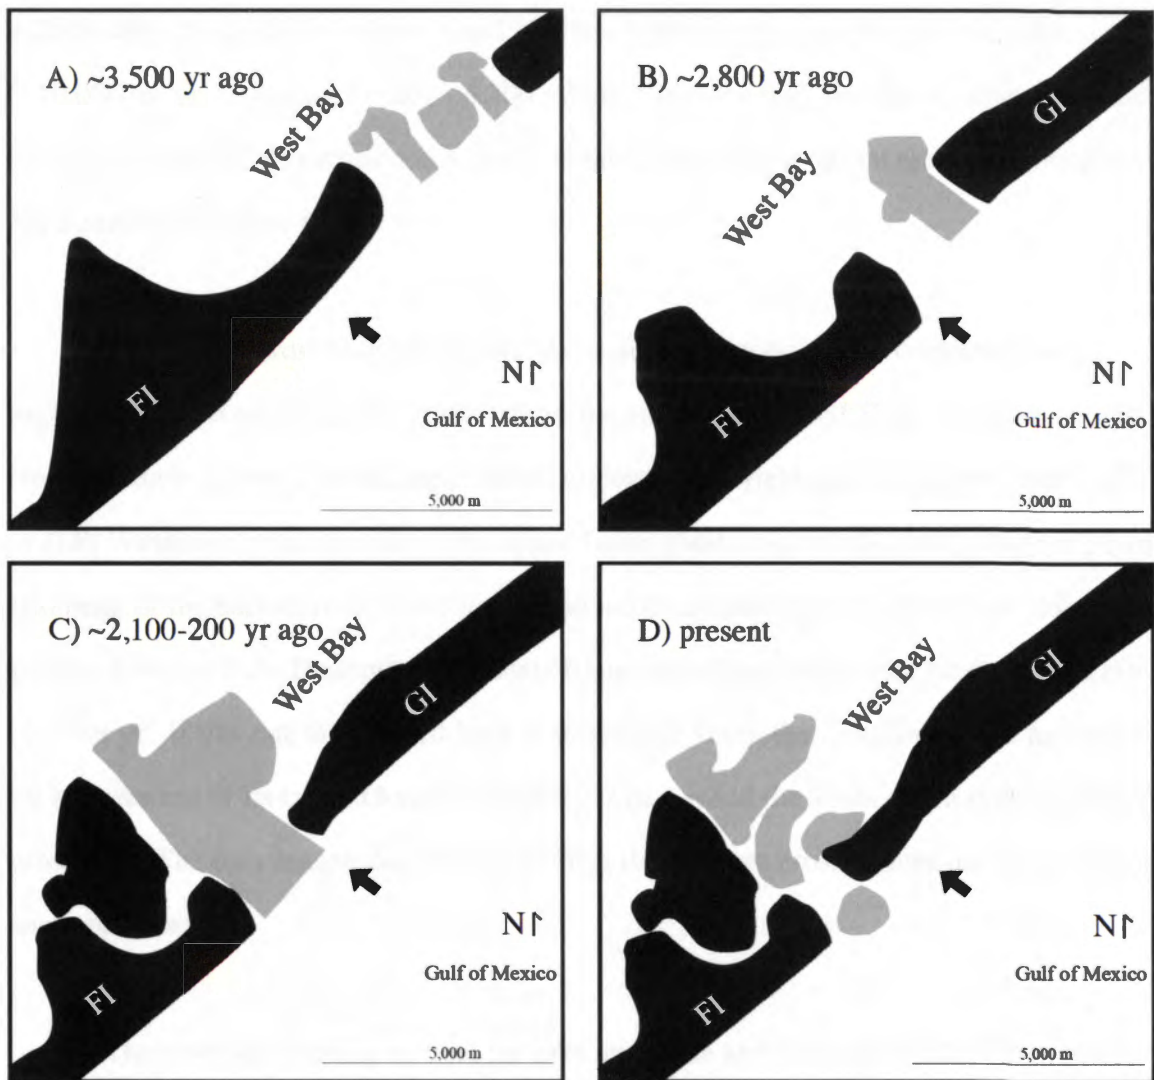 A) ~3,500 yr ago
West Bay
FI
N↾
Gulf of Mexico
5,000 m
B) ~2,800 yr ago
GI
West Bay
FI
N↾
Gulf of Mexico
5,000 m
C) ~2,100-200 yr ago
West Bay
GI
FI
N↾
Gulf of Mexico
5,000 m
D) present
West Bay
GI
FI
N↾
Gulf of Mexico
5,000 m